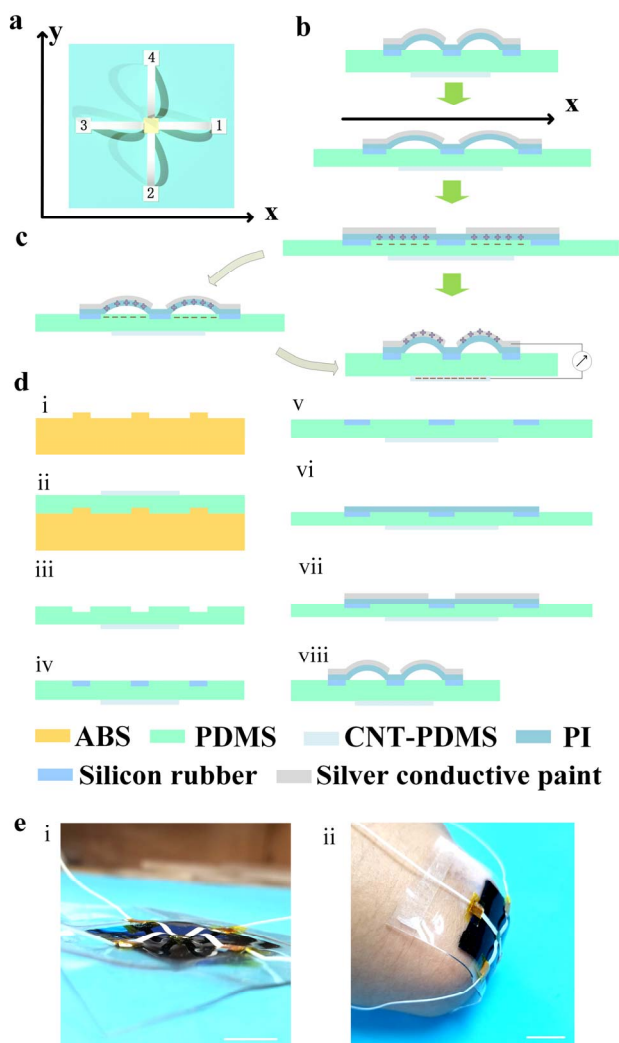 a
y
4
3
1
2
x
b
x
c
d
i
ii
iii
iv
v
vi
vii
viii
ABS
PDMS
CNT-PDMS
PI
Silicon rubber
Silver conductive paint
e
i
ii